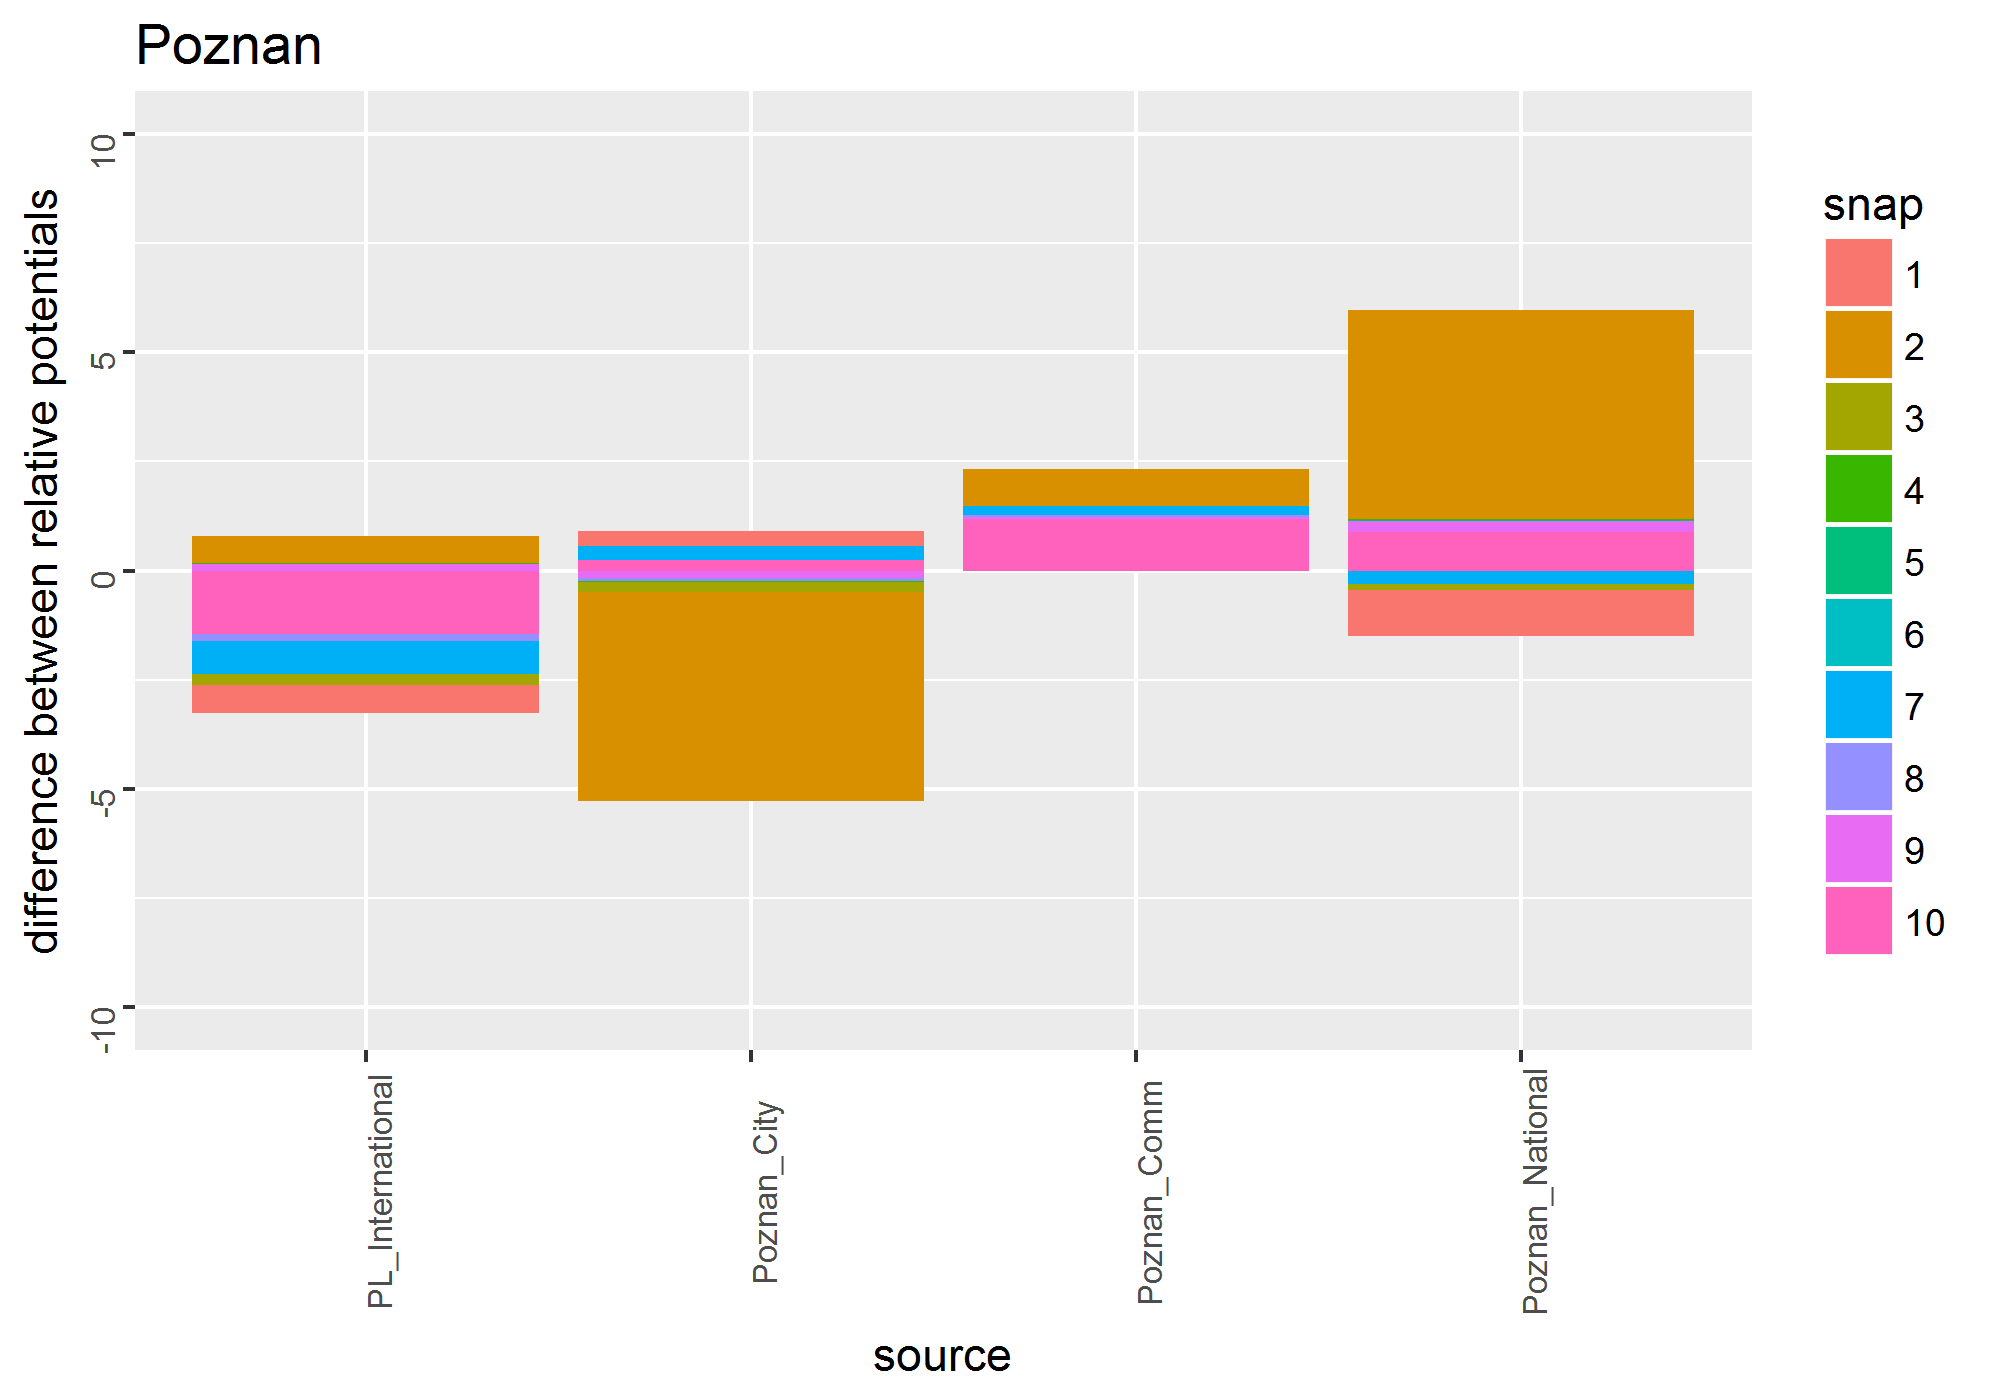 Poznan
difference between relative potentials
10
5
0
-5
-10
PL_International
Poznan_City
Poznan_Comm
Poznan_National
source
snap
1
2
3
4
5
6
7
8
9
10